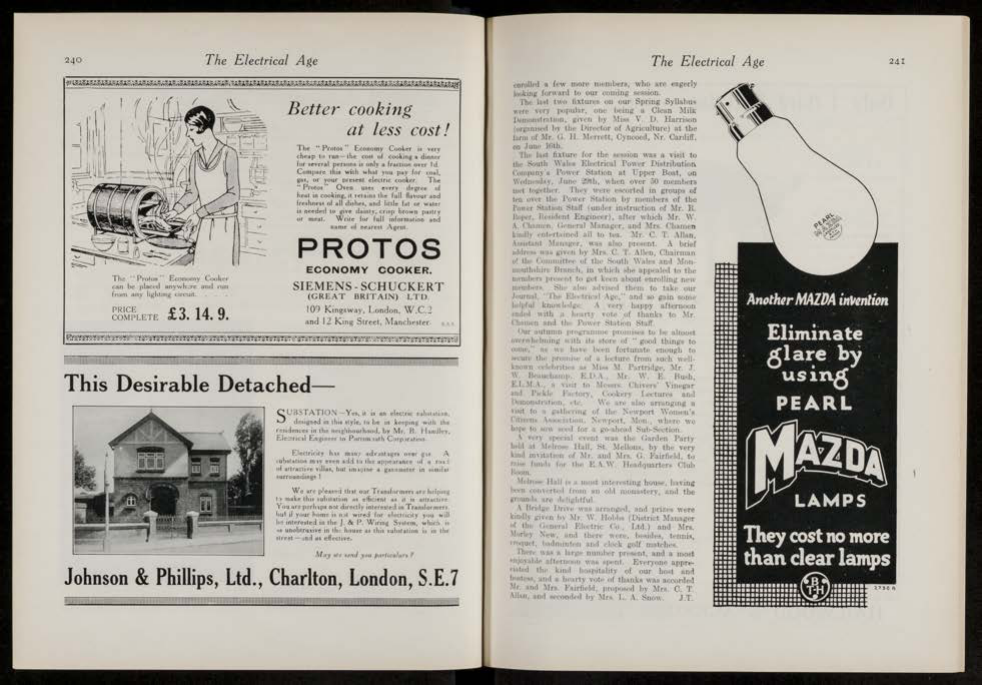 240
The Electrical Age
Better cooking
at less cost!
The "Protos" Economy Cooker is very
cheap to run—the cost of cooking a dinner
for several persons is only a fraction over 1d.
Compare this with what you pay for coal,
gas, or your present electric cooker. The
"Protos" Oven uses every degree of
heat in cooking, it retains the full flavour and
freshness of all dishes, and little fat or water
is needed to give dainty, crisp brown pastry
or meat. Write for full information and
name of nearest Agent.
PROTOS
ECONOMY COOKER.
SIEMENS-SCHUCKERT
(GREAT BRITAIN) LTD.
109 Kingsway, London, W.C.2
and 12 King Street, Manchester.
The "Protos" Economy Cooker
can be placed anywhere and run
from any lighting circuit.
PRICE
COMPLETE £3. 14. 9.
This Desirable Detached—
SUBSTATION—Yes, it is an electric substation,
designed in this style, to be in keeping with the
residences in the neighbourhood, by Mr. B. Handley,
Electrical Engineer to Portsmouth Corporation.
Electricity has many advantages over gas. A
substation may even add to the appearance of a road
of attractive villas, but imagine a gasometer in similar
surroundings!
We are pleased that our Transformers are helping
to make this substation as efficient as it is attractive.
You are perhaps not directly interested in Transformers,
but if your home is not wired for electricity you will
be interested in the J. & P. Wiring System, which is
as unobtrusive in the house as this substation is in the
street—and as effective.
May we send you particulars?
Johnson & Phillips, Ltd., Charlton, London, S.E.7
The Electrical Age
241
enrolled a few more members, who are eagerly
looking forward to our coming session.
The last two fixtures on our Spring Syllabus
were very popular, one being a Clean Milk
Demonstration, given by Miss V. D. Harrison
(organised by the Director of Agriculture) at the
farm of Mr. G. H. Merrett, Cyncoed, Nr. Cardiff,
on June 16th.
The last fixture for the session was a visit to
the South Wales Electrical Power Distribution
Company's Power Station at Upper Boat, on
Wednesday, June 29th, when over 50 members
met together. They were escorted in groups of
ten over the Power Station by members of the
Power Station Staff (under instruction of Mr. B.
Roper, Resident Engineer), after which Mr. W.
A. Chamen, General Manager, and Mrs. Chamen
kindly entertained all to tea. Mr. C. T. Allan,
Assistant Manager, was also present. A brief
address was given by Mrs. C. T. Allan, Chairman
of the Committee of the South Wales and Mon-
mouthshire Branch, in which she appealed to the
members present to get keen about enrolling new
members. She also advised them to take our
Journal, "The Electrical Age," and so gain some
helpful knowledge. A very happy afternoon
ended with a hearty vote of thanks to Mr.
Chamen and the Power Station Staff.
Our autumn programme promises to be almost
overwhelming with its store of "good things to
come," as we have been fortunate enough to
secure the promise of a lecture from such well-
known celebrities as Miss M. Partridge, Mr. J.
W. Beauchamp, E.D.A., Mr. W. E. Bush,
E.L.M.A., a visit to Messrs. Chivers' Vinegar
and Pickle Factory, Cookery Lectures and
Demonstration, etc. We are also arranging a
visit to a gathering of the Newport Women's
Citizens Association, Newport, Mon., where we
hope to sow seed for a go-ahead Sub-Section.
A very special event was the Garden Party
held at Melrose Hall, St. Mellons, by the very
kind invitation of Mr. and Mrs. G. Fairfield, to
raise funds for the E.A.W. Headquarters Club
Room.
Melrose Hall is a most interesting house, having
been converted from an old monastery, and the
grounds are delightful.
A Bridge Drive was arranged, and prizes were
kindly given by Mr. W. Hobbs (District Manager
of the General Electric Co., Ltd.) and Mrs.
Morley New, and there were, besides, tennis,
croquet, badminton and clock golf matches.
There was a large number present, and a most
enjoyable afternoon was spent. Everyone appre-
ciated the kind hospitality of our host and
hostess, and a hearty vote of thanks was accorded
Mr. and Mrs. Fairfield, proposed by Mrs. C. T.
Allan, and seconded by Mrs. L. A. Snow. J.T.
PEARL
Another MAZDA invention
Eliminate
glare by
using
PEARL
MAZDA
LAMPS
They cost no more
than clear lamps
BTH